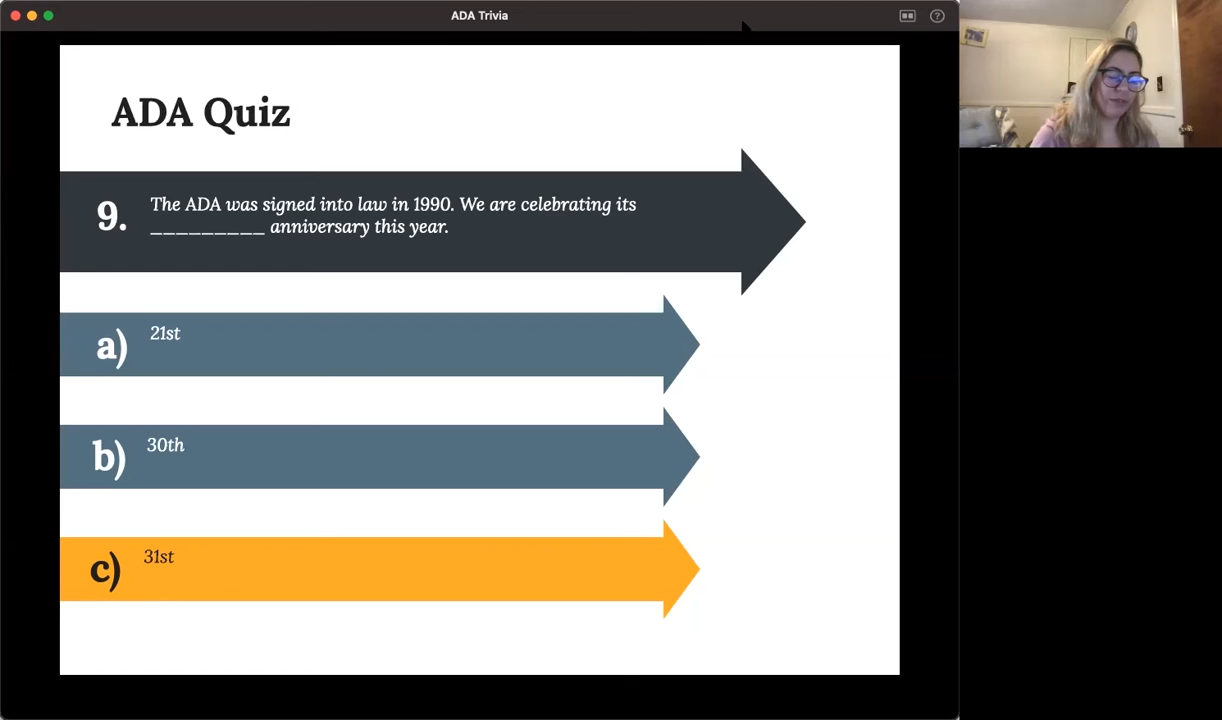 ADA Trivia
ADA Quiz
9.
The ADA was signed into law in 1990. We are celebrating its
_________ anniversary this year.
a)
21st
b)
30th
c)
31st